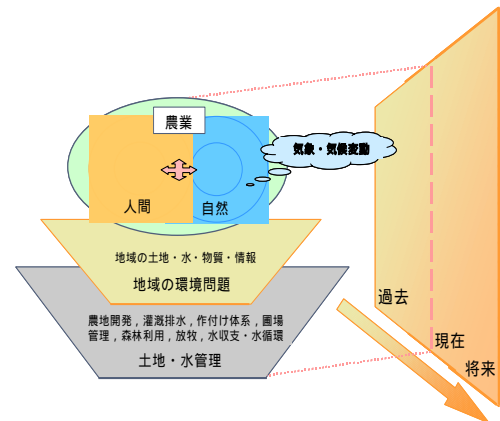 農業
気象・気候変動
人間
自然
地域の土地・水・物質・情報
地域の環境問題
農地開発，灌漑排水，作付け体系，圃場
管理，森林利用，放牧，水収支・水循環
土地・水管理
過去
現在
将来